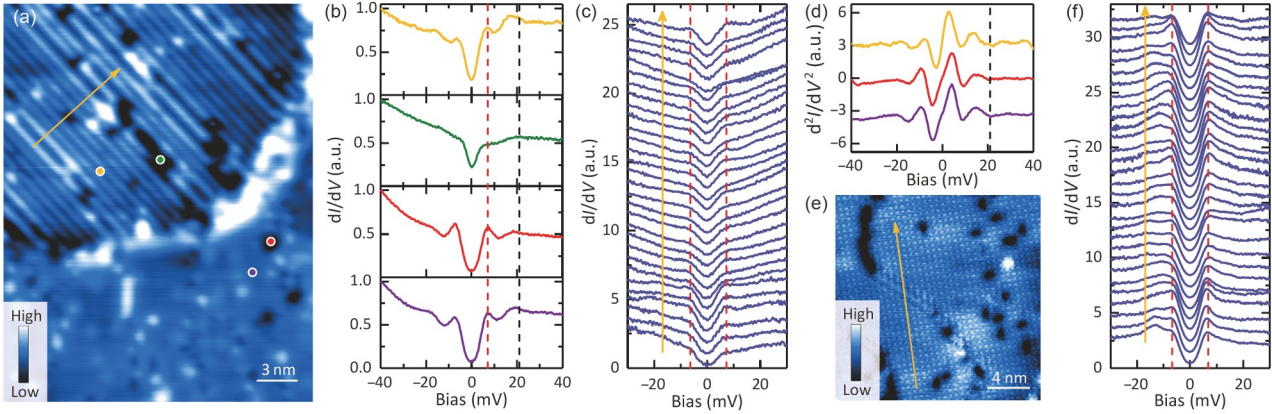 (a)
High
Low
3 nm
(b)
dI/dV (a.u.)
1.0
0.5
1.0
0.5
1.0
0.5
1.0
0.5
0.0
−40 −20 0 20 40
Bias (mV)
(c)
dI/dV (a.u.)
25
20
15
10
5
0
−20 0 20
Bias (mV)
(d)
d²I/dV² (a.u.)
6
3
0
−3
−6
−40 −20 0 20 40
Bias (mV)
(e)
High
Low
4 nm
(f)
dI/dV (a.u.)
30
25
20
15
10
5
0
−20 0 20
Bias (mV)